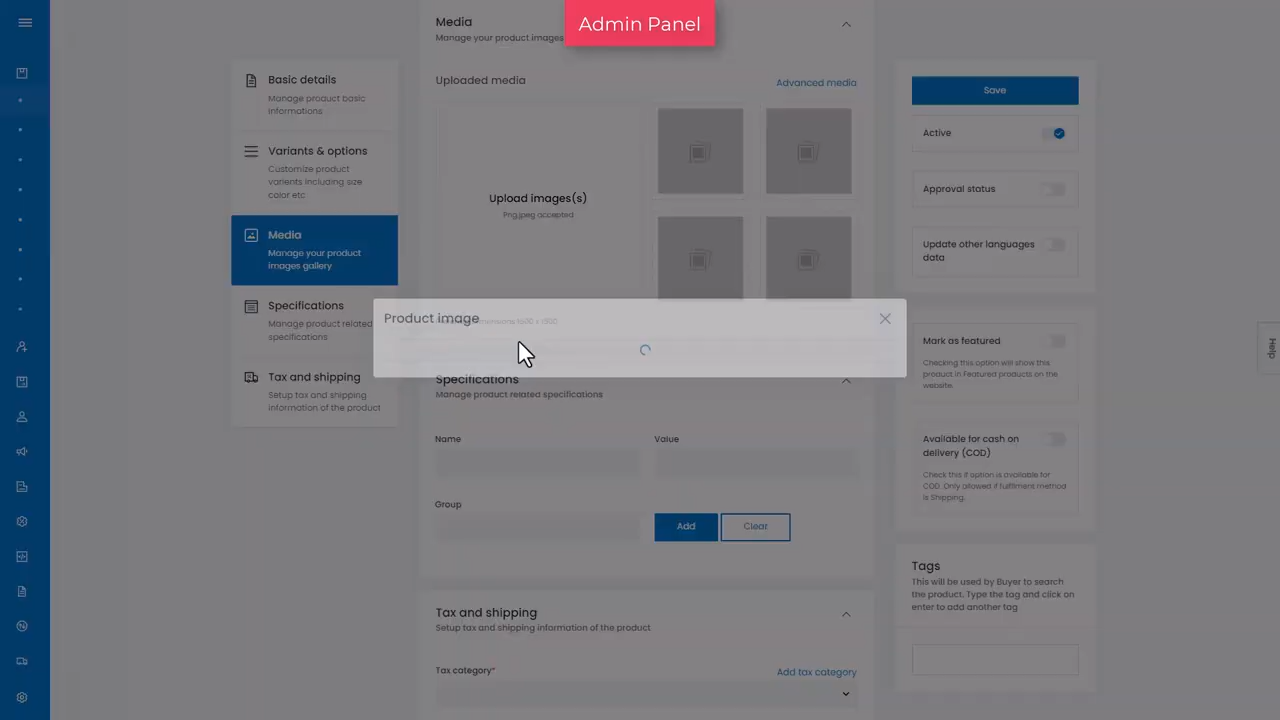 Admin Panel
Media
Manage your product images
Basic details
Manage product basic
informations
Variants & options
Customize product
varients including size
color etc
Media
Manage your product
images gallery
Specifications
Manage product related
specifications
Tax and shipping
Setup tax and shipping
information of the product
Uploaded media
Advanced media
Upload images(s)
Png,jpeg accepted
Product image
Specifications
Manage product related specifications
Name
Value
Group
Add
Clear
Tax and shipping
Setup tax and shipping information of the product
Tax category*
Add tax category
Save
Active
Approval status
Update other languages
data
Mark as featured
Checking this option will show this
product in Featured products on the
website.
Available for cash on
delivery (COD)
Check this if option is available for
COD. Only allowed if fulfilment method
is Shipping.
Tags
This will be used by Buyer to search
the product. Type the tag and click on
enter to add another tag
Help